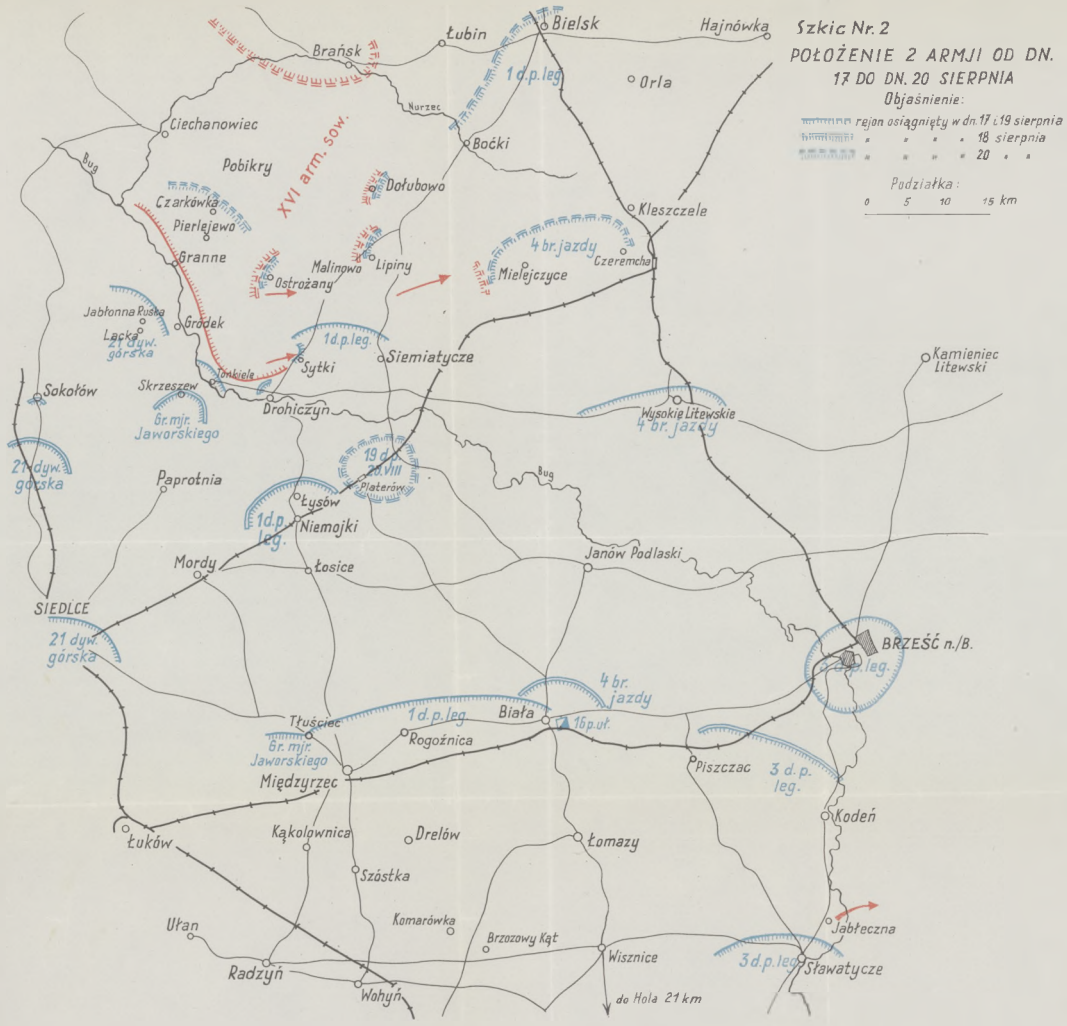 Szkic Nr. 2
POŁOŻENIE 2 ARMJI OD DN.
17 DO DN. 20 SIERPNIA
Objaśnienie:
rejon osiągnięty w dn. 17 i 19 sierpnia
" " " " 18 sierpnia
" " " " 20 " "
Podziałka:
0 5 10 15 km
Bielsk
Hajnówka
Łubin
Brańsk
1 d.p.leg.
Orla
Nurzec
Ciechanowiec
Boćki
Bug
Pobikry
XVI arm. sow.
Dołubowo
Czarkówka
Pierlejewo
Kleszczele
4 br. jazdy
Granne
Malinowo
Lipiny
Czeremcha
Mielejczyce
Ostrożany
Jabłonna Ruska
Lacka
Gródek
21 dyw.
górska
1 d.p.leg.
Sytki
Siemiatycze
Kamieniec
Litewski
Tonkiele
Skrzeszew
Sokołów
Drohiczyn
Wysokie Litewskie
4 br. jazdy
Gr. mjr.
Jaworskiego
21 dyw.
górska
19 d.p.
20.VIII
Platerów
Bug
Paprotnia
Łysów
1 d.p.
leg.
Niemojki
Mordy
Łosice
Janów Podlaski
SIEDLCE
21 dyw.
górska
BRZEŚĆ n./B.
3 d.p.leg.
4 br.
jazdy
1 d.p.leg.
Biała
16 p.uł.
Tłuściec
Rogoźnica
Gr. mjr.
Jaworskiego
Międzyrzec
Piszczac
3 d.p.
leg.
Kodeń
Łuków
Kąkolownica
Drelów
Łomazy
Szóstka
Ułan
Komarówka
Jabłeczna
Brzozowy Kąt
Wisznice
3 d.p.leg.
Sławatycze
Radzyń
Wohyń
do Hola 21 km